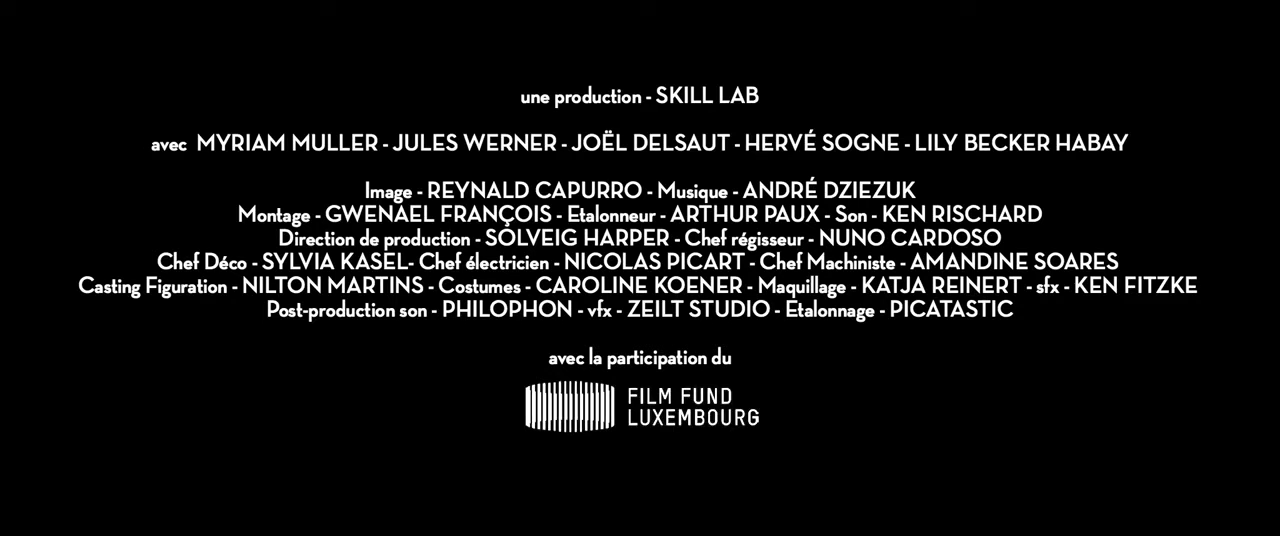 une production - SKILL LAB
avec MYRIAM MULLER - JULES WERNER - JOËL DELSAUT - HERVÉ SOGNE - LILY BECKER HABAY
Image - REYNALD CAPURRO - Musique - ANDRÉ DZIEZUK
Montage - GWENAEL FRANÇOIS - Etalonneur - ARTHUR PAUX - Son - KEN RISCHARD
Direction de production - SOLVEIG HARPER - Chef régisseur - NUNO CARDOSO
Chef Déco - SYLVIA KASEL- Chef électricien - NICOLAS PICART - Chef Machiniste - AMANDINE SOARES
Casting Figuration - NILTON MARTINS - Costumes - CAROLINE KOENER - Maquillage - KATJA REINERT - sfx - KEN FITZKE
Post-production son - PHILOPHON - vfx - ZEILT STUDIO - Etalonnage - PICATASTIC
avec la participation du
FILM FUND
LUXEMBOURG